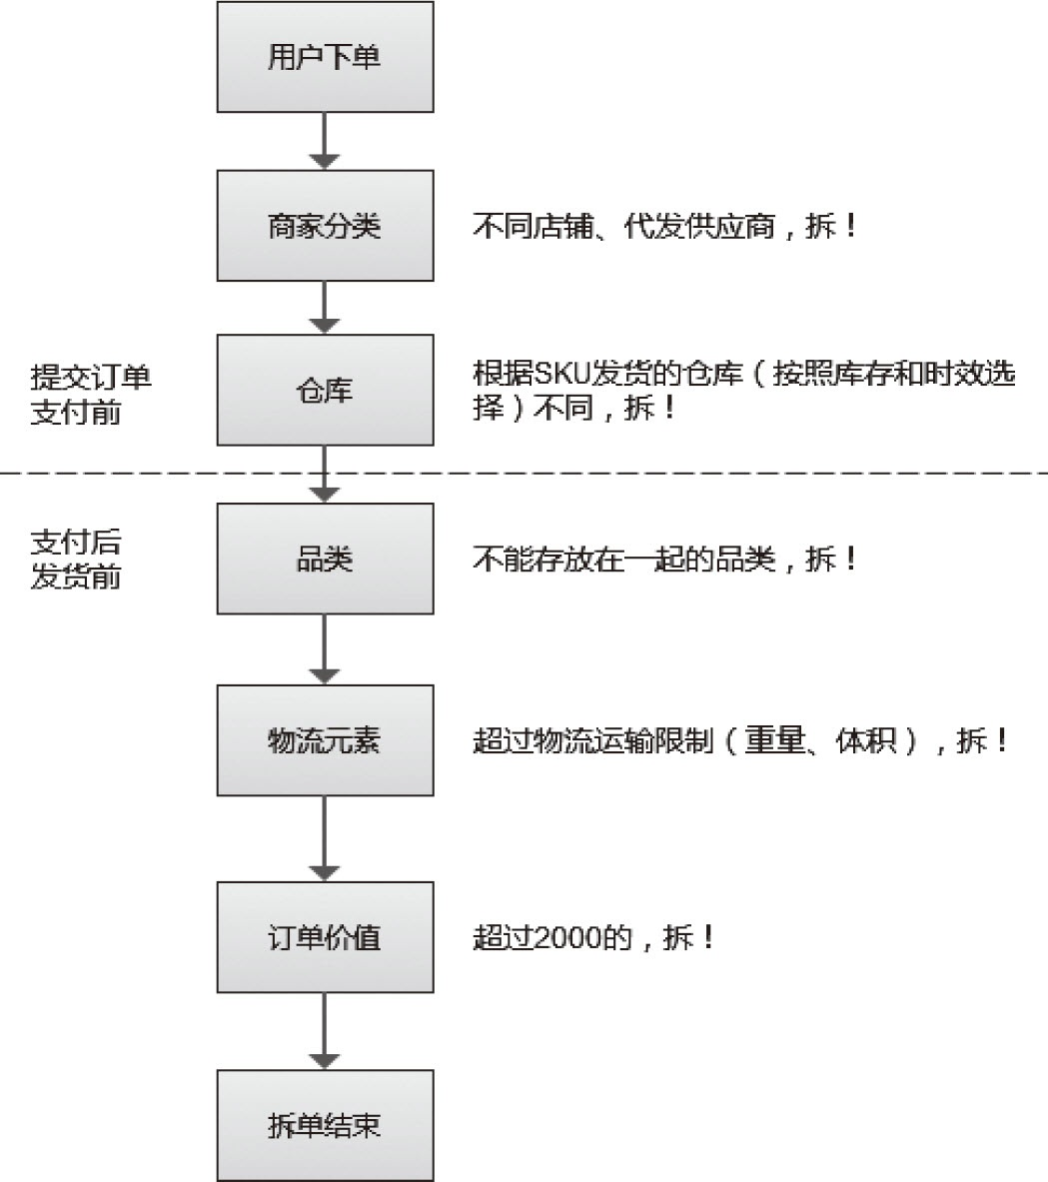 用户下单
商家分类
不同店铺、代发供应商，拆！
提交订单
支付前
仓库
根据SKU发货的仓库（按照库存和时效选
择）不同，拆！
支付后
发货前
品类
不能存放在一起的品类，拆！
物流元素
超过物流运输限制（重量、体积），拆！
订单价值
超过2000的，拆！
拆单结束